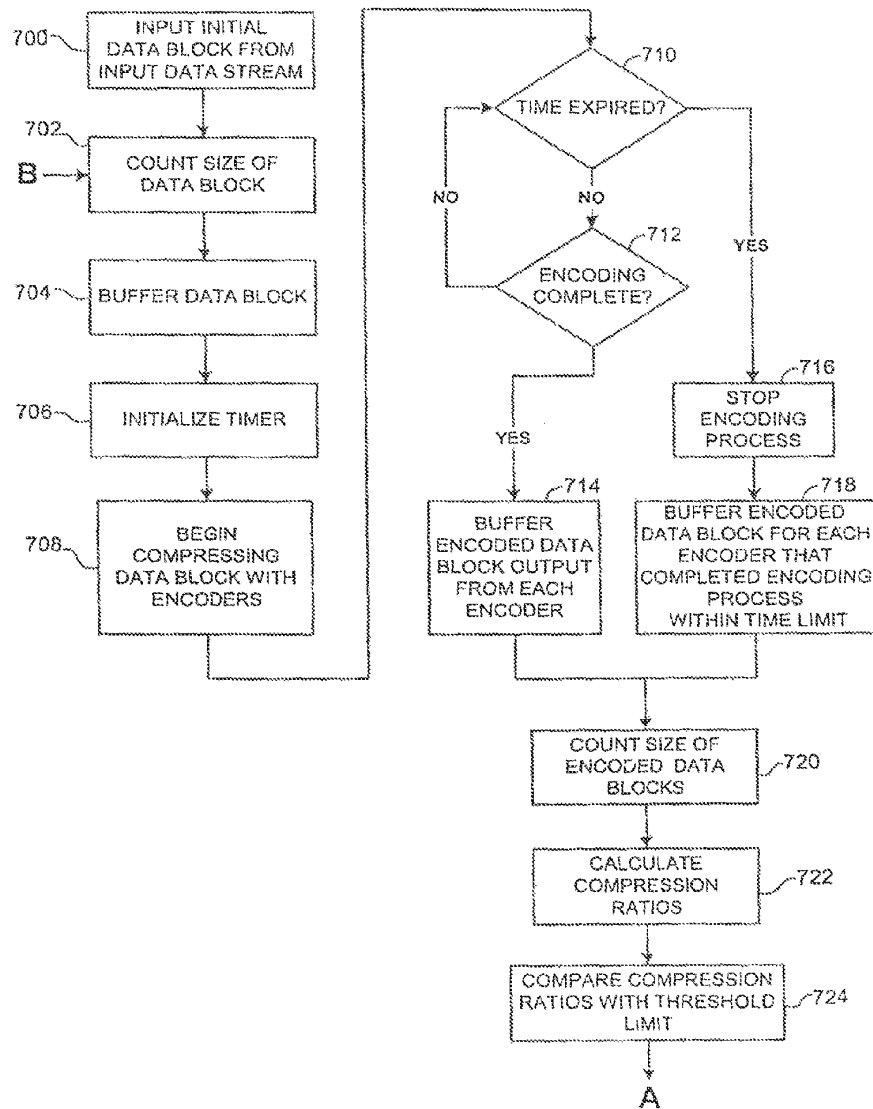 700
INPUT INITIAL
DATA BLOCK FROM
INPUT DATA STREAM
702
B
COUNT SIZE OF
DATA BLOCK
704
BUFFER DATA BLOCK
706
INITIALIZE TIMER
708
BEGIN
COMPRESSING
DATA BLOCK WITH
ENCODERS
710
TIME EXPIRED?
NO
NO
YES
712
ENCODING
COMPLETE?
YES
716
STOP
ENCODING
PROCESS
714
BUFFER
ENCODED DATA
BLOCK OUTPUT
FROM EACH
ENCODER
718
BUFFER ENCODED
DATA BLOCK FOR EACH
ENCODER THAT
COMPLETED ENCODING
PROCESS
WITHIN TIME LIMIT
COUNT SIZE OF
ENCODED DATA
BLOCKS
720
CALCULATE
COMPRESSION
RATIOS
722
COMPARE COMPRESSION
RATIOS WITH THRESHOLD
LIMIT
724
A